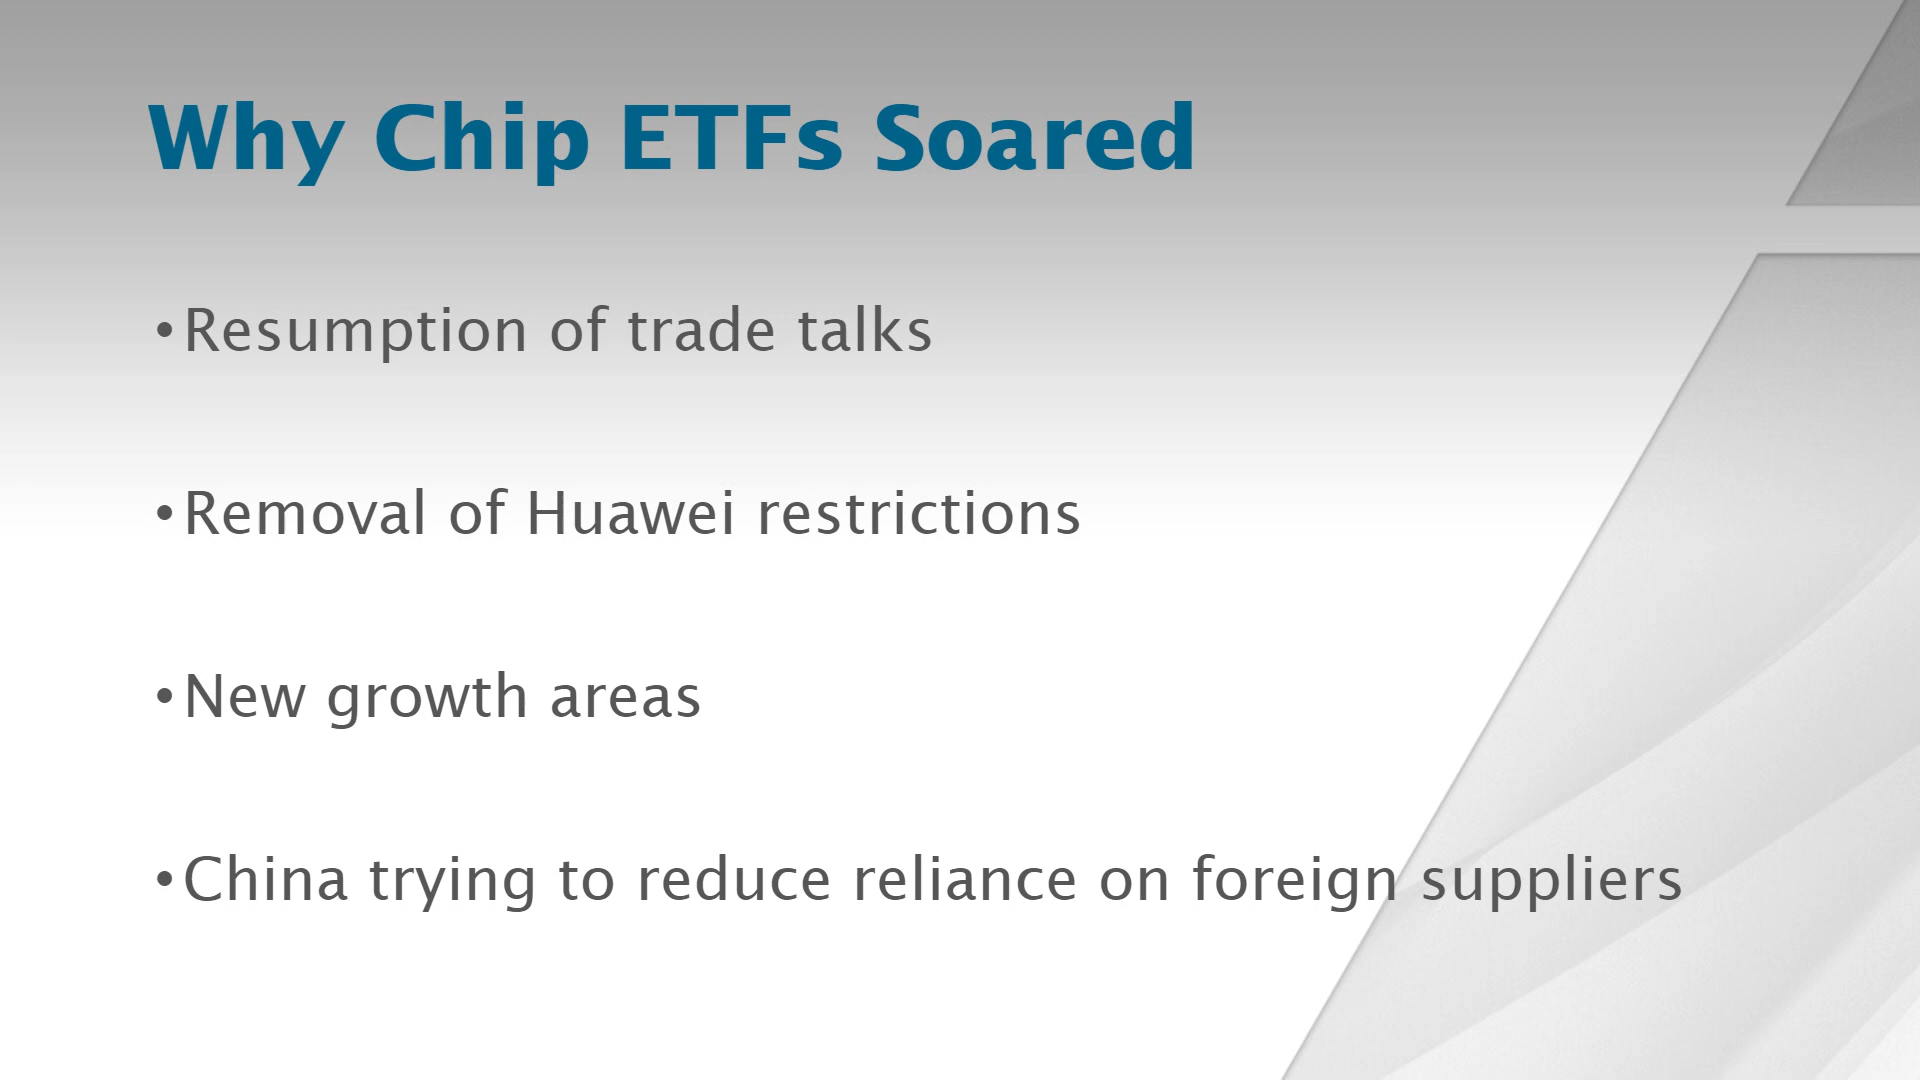 Why Chip ETFs Soared
•Resumption of trade talks
•Removal of Huawei restrictions
•New growth areas
•China trying to reduce reliance on foreign suppliers